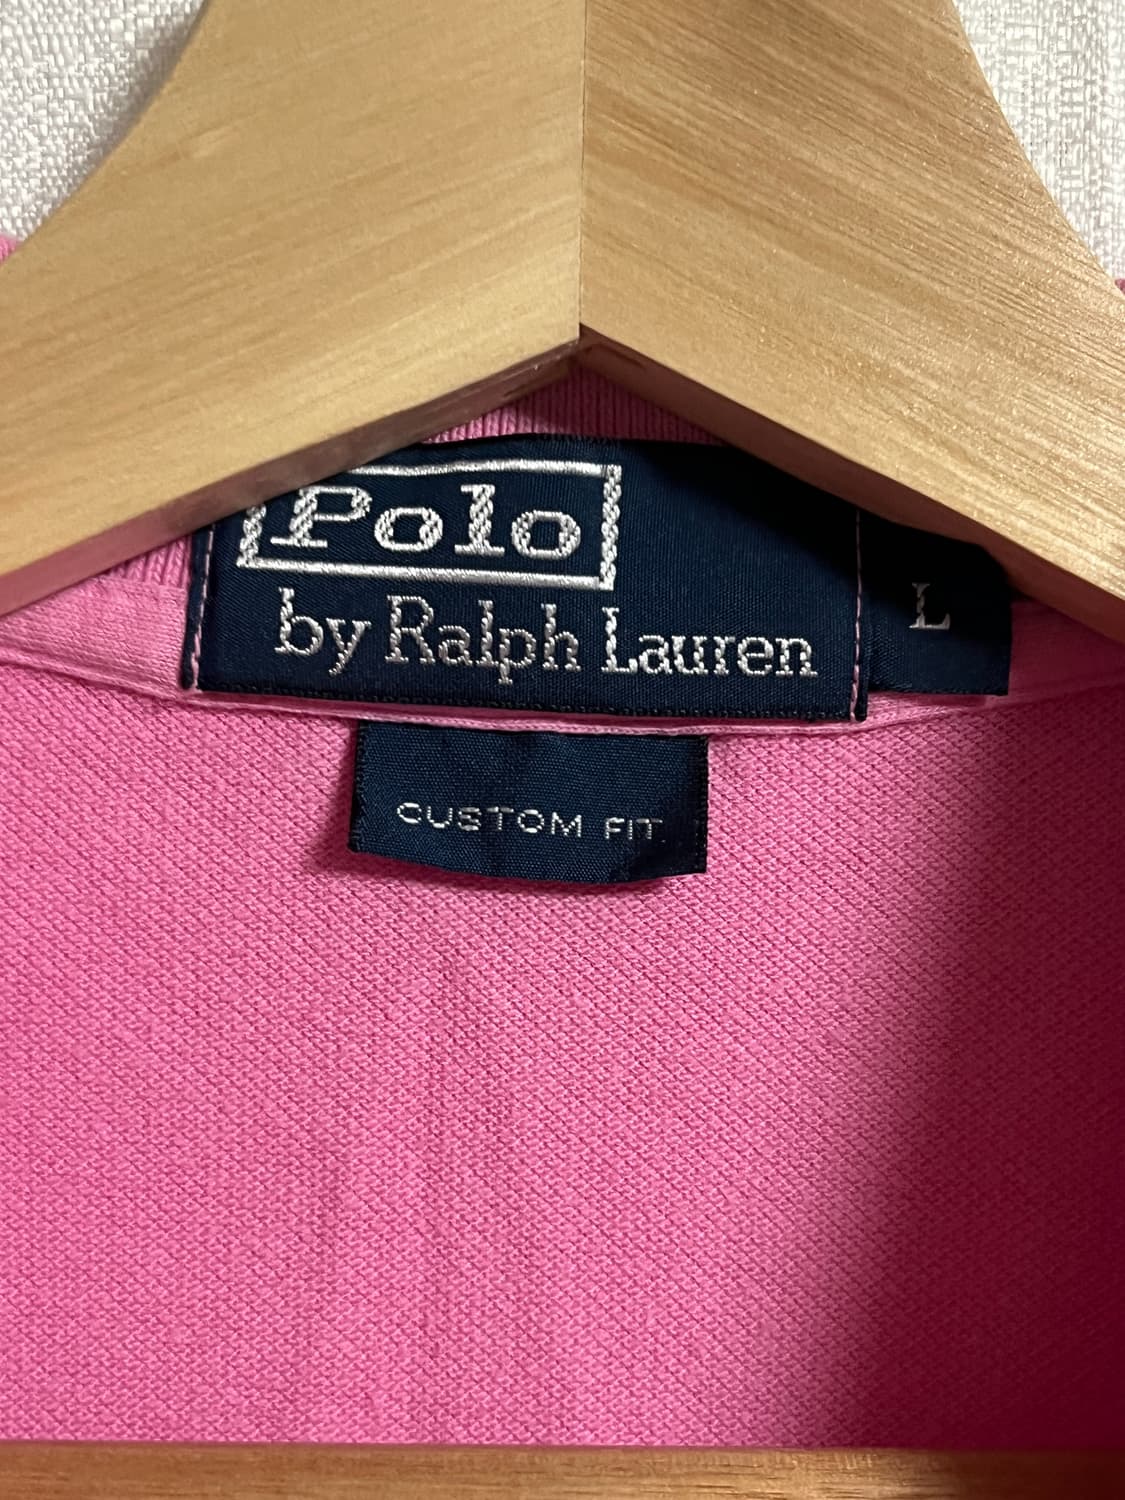 Polo
by Ralph Lauren
L
CUSTOM FIT